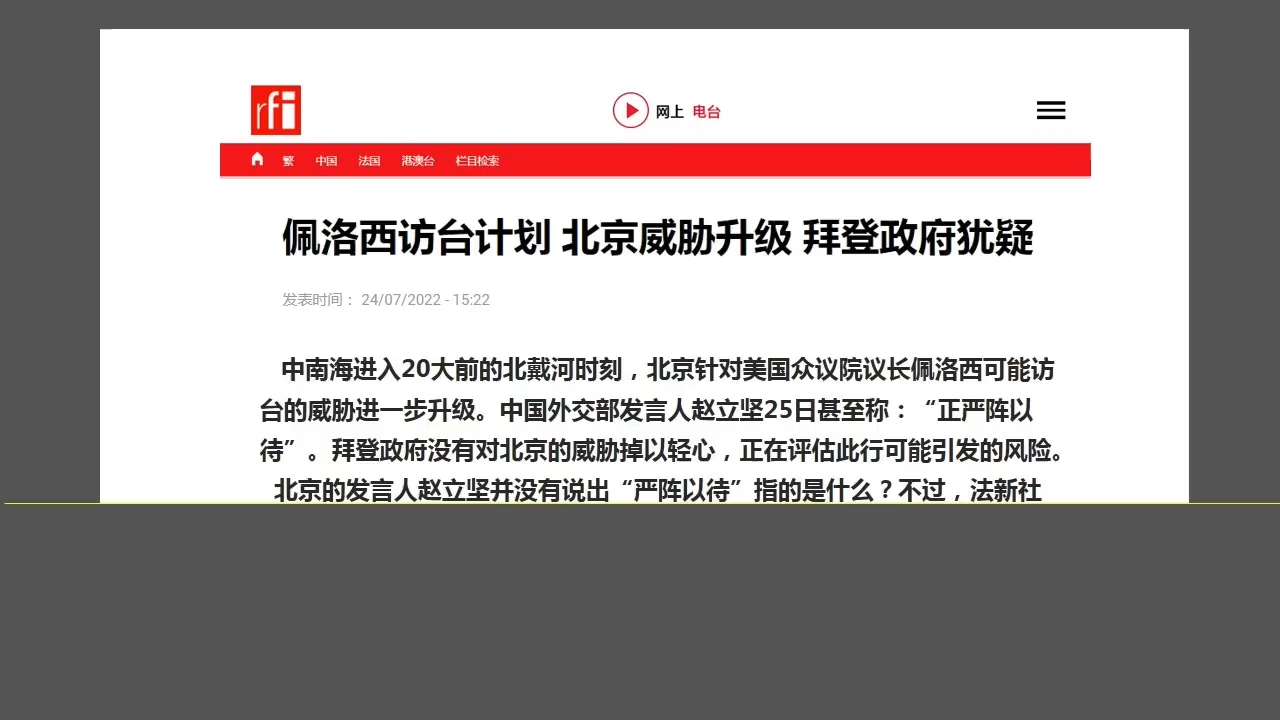 rfi
网上 电台
繁 中国 法国 港澳台 栏目检索
佩洛西访台计划 北京威胁升级 拜登政府犹疑
发表时间： 24/07/2022 - 15:22
中南海进入20大前的北戴河时刻，北京针对美国众议院议长佩洛西可能访
台的威胁进一步升级。中国外交部发言人赵立坚25日甚至称：“正严阵以
待”。拜登政府没有对北京的威胁掉以轻心，正在评估此行可能引发的风险。
北京的发言人赵立坚并没有说出“严阵以待”指的是什么？不过，法新社